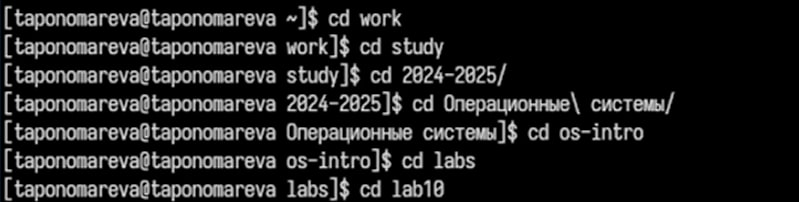 [taponomareva@taponomareva ~]$ cd work
[taponomareva@taponomareva work]$ cd study
[taponomareva@taponomareva study]$ cd 2024-2025/
[taponomareva@taponomareva 2024-2025]$ cd Операционные\ системы/
[taponomareva@taponomareva Операционные системы]$ cd os-intro
[taponomareva@taponomareva os-intro]$ cd labs
[taponomareva@taponomareva labs]$ cd lab10